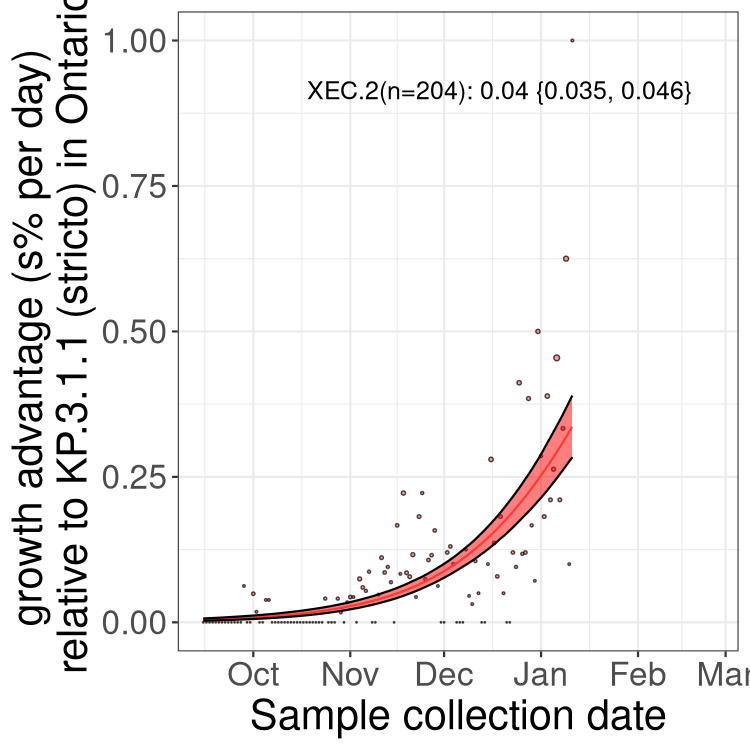 growth advantage (s% per day)
relative to KP.3.1.1 (stricto) in Ontario
1.00
0.75
0.50
0.25
0.00
XEC.2(n=204): 0.04 {0.035, 0.046}
Oct Nov Dec Jan Feb Mar
Sample collection date